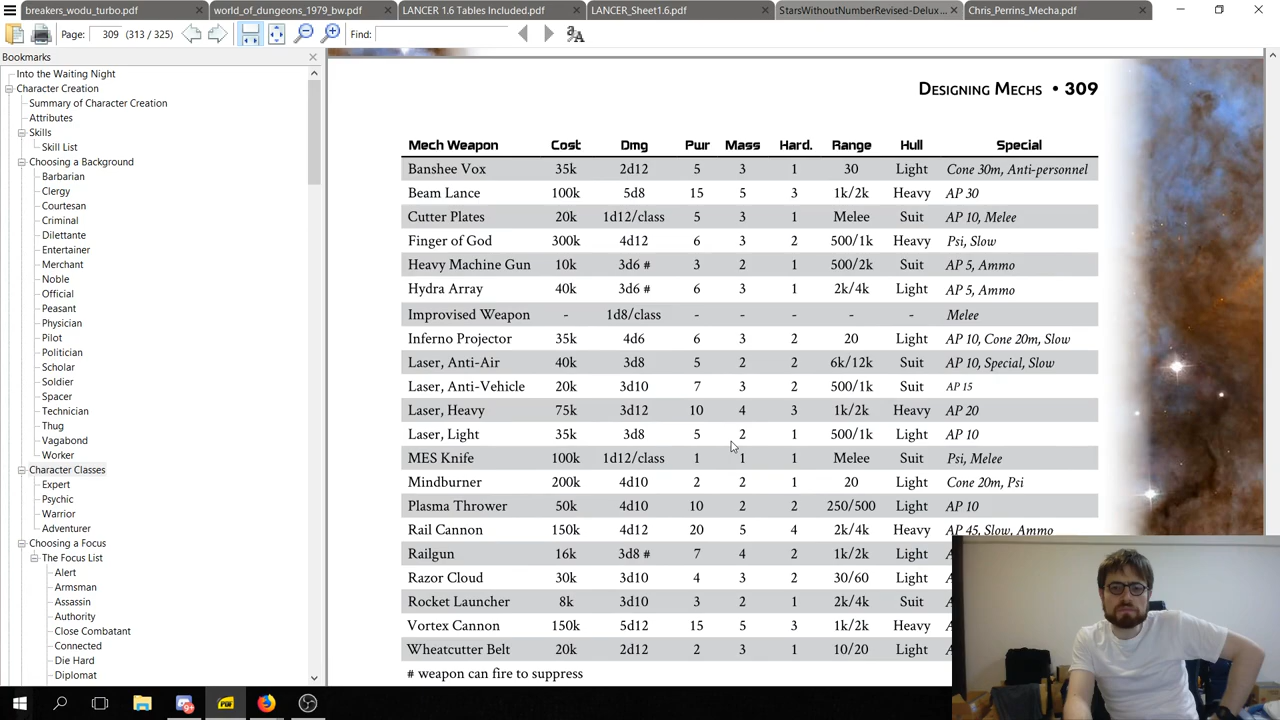 breakers_wodu_turbo.pdf × world_of_dungeons_1979_bw.pdf × LANCER 1.6 Tables Included.pdf × LANCER_Sheet1.6.pdf × StarsWithoutNumberRevised-Delux ... × Chris_Perrins_Mecha.pdf ×
Page: 309 (313 / 325) Find:
Bookmarks
Into the Waiting Night
Character Creation
Summary of Character Creation
Attributes
Skills
Skill List
Choosing a Background
Barbarian
Clergy
Courtesan
Criminal
Dilettante
Entertainer
Merchant
Noble
Official
Peasant
Physician
Pilot
Politician
Scholar
Soldier
Spacer
Technician
Thug
Vagabond
Worker
Character Classes
Expert
Psychic
Warrior
Adventurer
Choosing a Focus
The Focus List
Alert
Armsman
Assassin
Authority
Close Combatant
Connected
Die Hard
Diplomat
Designing Mechs • 309
Mech Weapon Cost Dmg Pwr Mass Hard. Range Hull Special
Banshee Vox 35k 2d12 5 3 1 30 Light Cone 30m, Anti-personnel
Beam Lance 100k 5d8 15 5 3 1k/2k Heavy AP 30
Cutter Plates 20k 1d12/class 5 3 1 Melee Suit AP 10, Melee
Finger of God 300k 4d12 6 3 2 500/1k Heavy Psi, Slow
Heavy Machine Gun 10k 3d6 # 3 2 1 500/2k Suit AP 5, Ammo
Hydra Array 40k 3d6 # 6 3 2 2k/4k Light AP 5, Ammo
Improvised Weapon - 1d8/class - - - - - Melee
Inferno Projector 35k 4d6 6 3 2 20 Light AP 10, Cone 20m, Slow
Laser, Anti-Air 40k 3d8 5 2 2 6k/12k Suit AP 10, Special, Slow
Laser, Anti-Vehicle 20k 3d10 7 3 2 500/1k Suit AP 15
Laser, Heavy 75k 3d12 10 4 3 1k/2k Heavy AP 20
Laser, Light 35k 3d8 5 2 1 500/1k Light AP 10
MES Knife 100k 1d12/class 1 1 1 Melee Suit Psi, Melee
Mindburner 200k 4d10 2 2 1 20 Light Cone 20m, Psi
Plasma Thrower 50k 4d10 10 2 2 250/500 Light AP 10
Rail Cannon 150k 4d12 20 5 4 2k/4k Heavy AP 45, Slow, Ammo
Railgun 16k 3d8 # 7 4 2 1k/2k Light
Razor Cloud 30k 3d10 4 3 2 30/60 Light
Rocket Launcher 8k 3d10 3 2 1 2k/4k Suit
Vortex Cannon 150k 5d12 15 5 3 1k/2k Heavy
Wheatcutter Belt 20k 2d12 2 3 1 10/20 Light
# weapon can fire to suppress